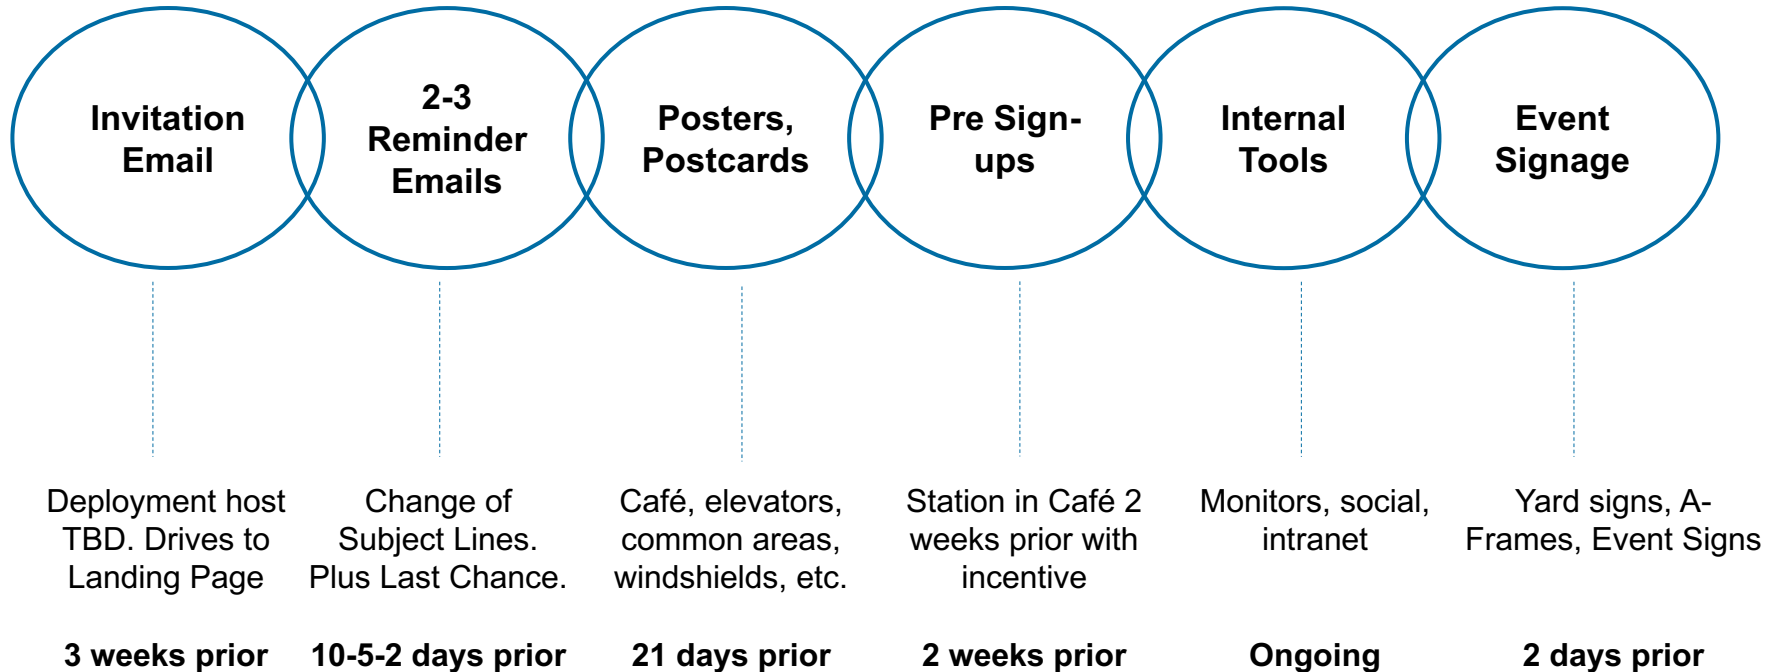 Invitation
Email
2-3
Reminder
Emails
Posters,
Postcards
Pre Sign-
ups
Internal
Tools
Event
Signage
Deployment host
TBD. Drives to
Landing Page
3 weeks prior
Change of
Subject Lines.
Plus Last Chance.
10-5-2 days prior
Café, elevators,
common areas,
windshields, etc.
21 days prior
Station in Café 2
weeks prior with
incentive
2 weeks prior
Monitors, social,
intranet
Ongoing
Yard signs, A-
Frames, Event Signs
2 days prior